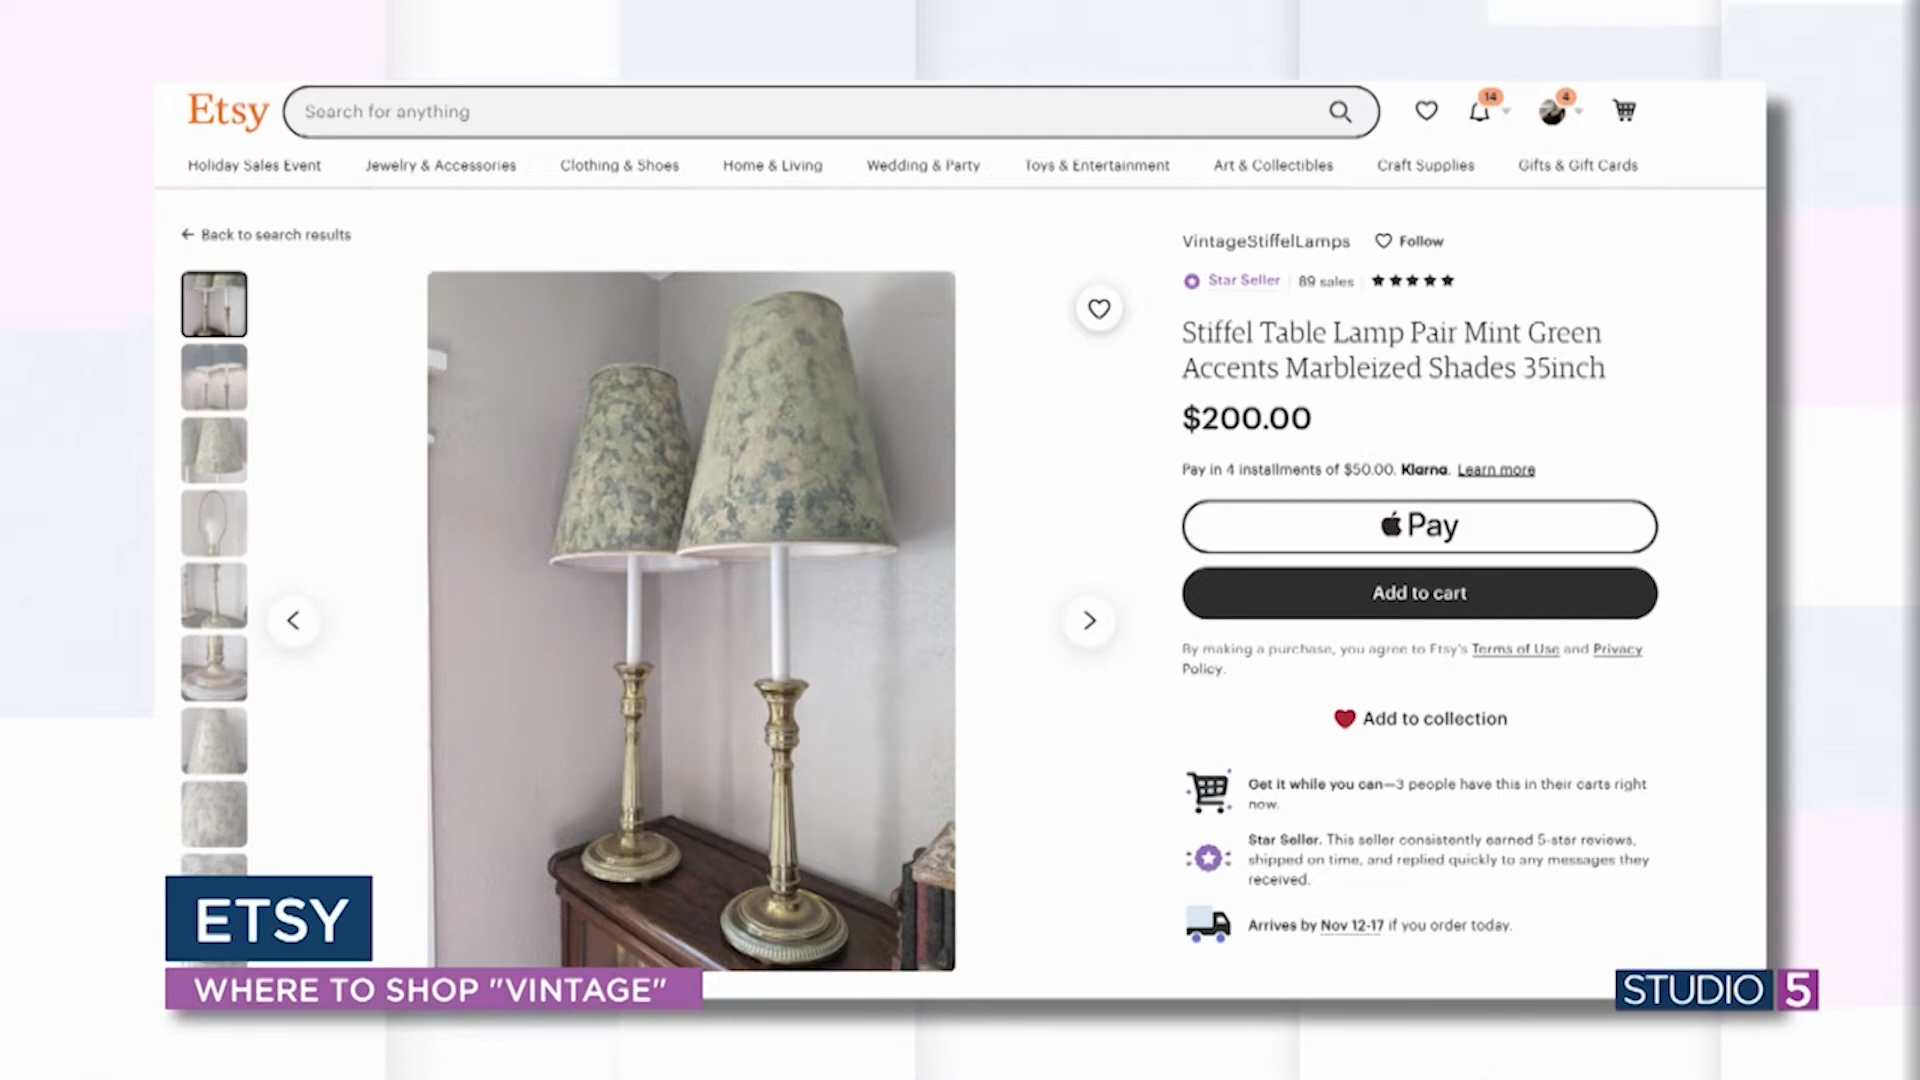 Etsy
Search for anything
14
4
Holiday Sales Event
Jewelry & Accessories
Clothing & Shoes
Home & Living
Wedding & Party
Toys & Entertainment
Art & Collectibles
Craft Supplies
Gifts & Gift Cards
Back to search results
VintageStiffelLamps
Follow
Star Seller
89 sales
Stiffel Table Lamp Pair Mint Green
Accents Marbleized Shades 35inch
$200.00
Pay in 4 installments of $50.00. Klarna. Learn more
Pay
Add to cart
By making a purchase, you agree to Etsy's Terms of Use and Privacy
Policy.
Add to collection
Get it while you can—3 people have this in their carts right
now.
Star Seller. This seller consistently earned 5-star reviews,
shipped on time, and replied quickly to any messages they
received.
Arrives by Nov 12-17 if you order today.
ETSY
WHERE TO SHOP "VINTAGE"
STUDIO 5